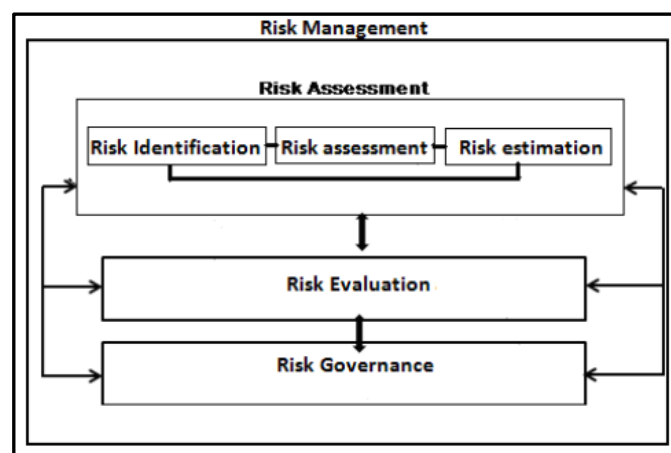 Risk Management
Risk Assessment
Risk Identification
Risk assessment
Risk estimation
Risk Evaluation
Risk Governance